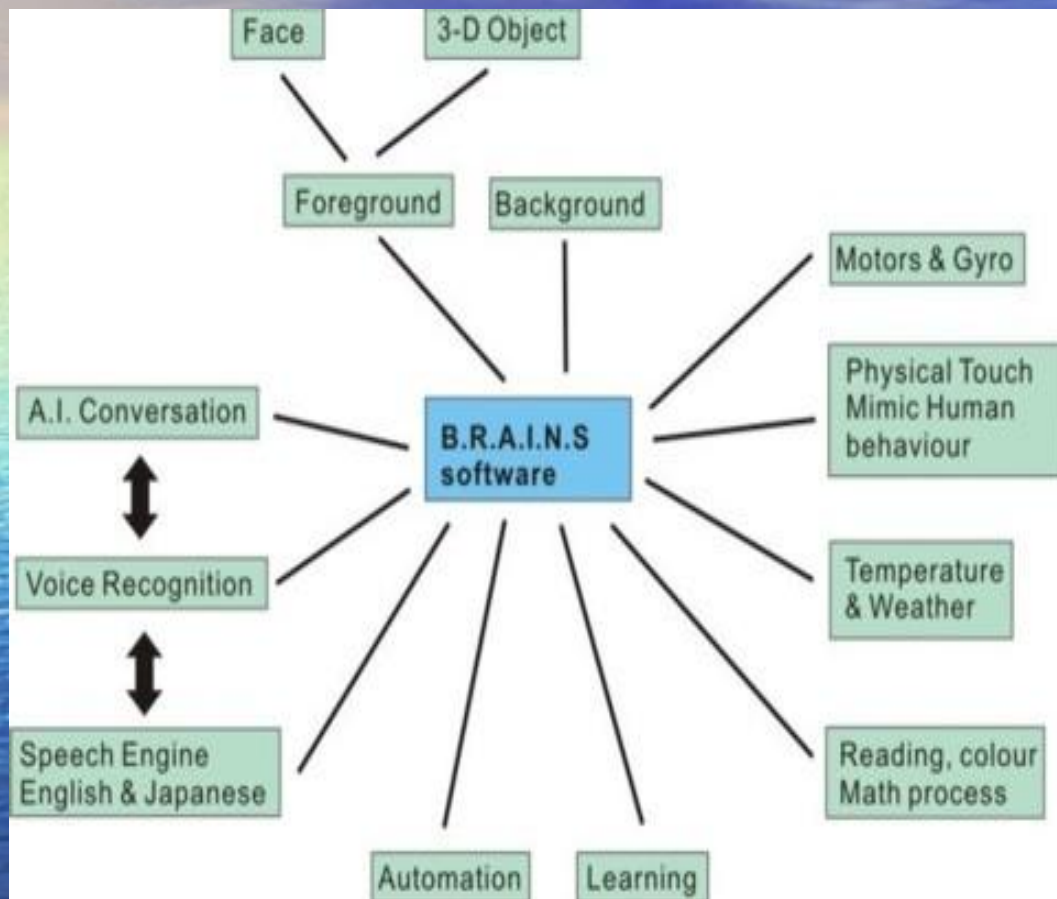 Face
3-D Object
Foreground
Background
Motors & Gyro
Physical Touch
Mimic Human
behaviour
A.I. Conversation
B.R.A.I.N.S
software
Voice Recognition
Temperature
& Weather
Speech Engine
English & Japanese
Reading, colour
Math process
Automation
Learning